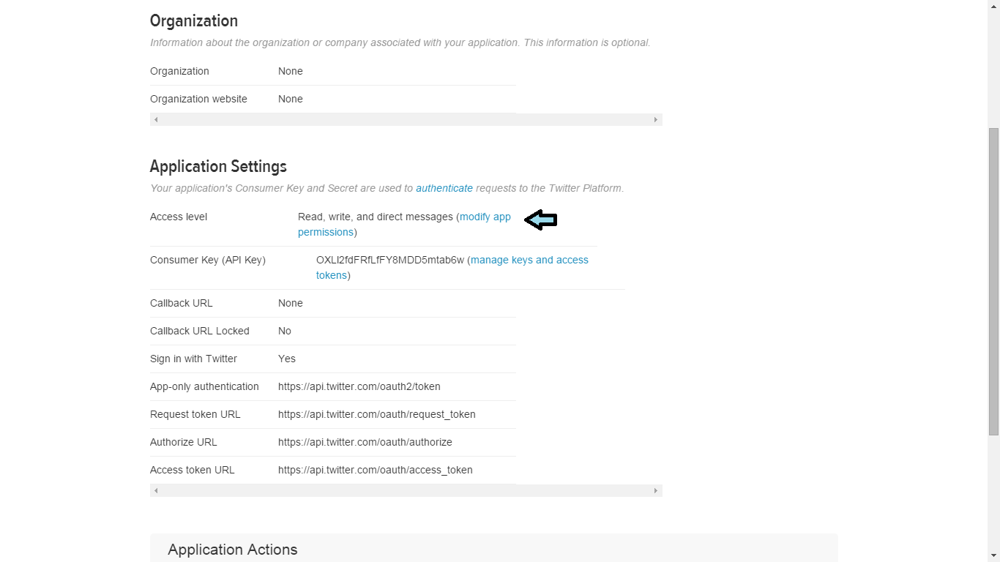 Organization
Information about the organization or company associated with your application. This information is optional.
Organization None
Organization website None
Application Settings
Your application's Consumer Key and Secret are used to authenticate requests to the Twitter Platform.
Access level Read, write, and direct messages (modify app
permissions)
Consumer Key (API Key) OXLI2fdFRfLfFY8MDD5mtab6w (manage keys and access
tokens)
Callback URL None
Callback URL Locked No
Sign in with Twitter Yes
App-only authentication https://api.twitter.com/oauth2/token
Request token URL https://api.twitter.com/oauth/request_token
Authorize URL https://api.twitter.com/oauth/authorize
Access token URL https://api.twitter.com/oauth/access_token
Application Actions